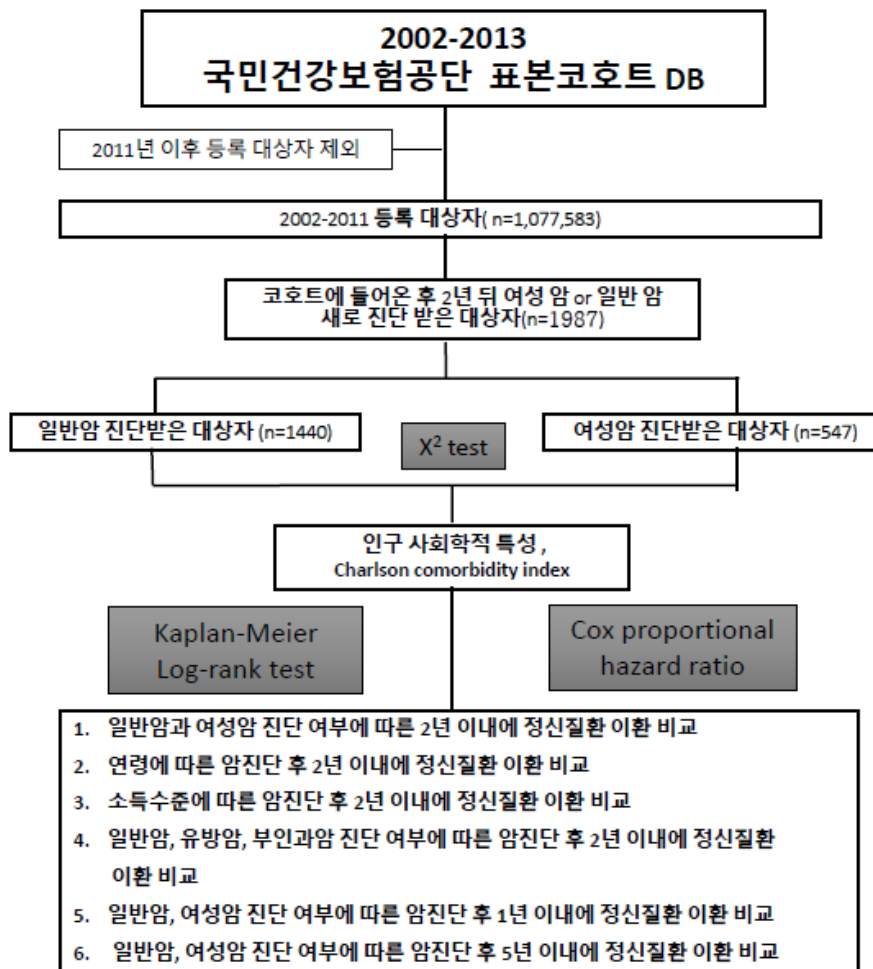 2002-2013
국민건강보험공단 표본코호트 DB
2011년 이후 등록 대상자 제외
2002-2011 등록 대상자( n=1,077,583)
코호트에 들어온 후 2년 뒤 여성 암 or 일반 암
새로 진단 받은 대상자(n=1987)
일반암 진단받은 대상자 (n=1440)
X² test
여성암 진단받은 대상자 (n=547)
인구 사회학적 특성 ,
Charlson comorbidity index
Kaplan-Meier
Log-rank test
Cox proportional
hazard ratio
1. 일반암과 여성암 진단 여부에 따른 2년 이내에 정신질환 이환 비교
2. 연령에 따른 암진단 후 2년 이내에 정신질환 이환 비교
3. 소득수준에 따른 암진단 후 2년 이내에 정신질환 이환 비교
4. 일반암, 유방암, 부인과암 진단 여부에 따른 암진단 후 2년 이내에 정신질환
이환 비교
5. 일반암, 여성암 진단 여부에 따른 암진단 후 1년 이내에 정신질환 이환 비교
6. 일반암, 여성암 진단 여부에 따른 암진단 후 5년 이내에 정신질환 이환 비교